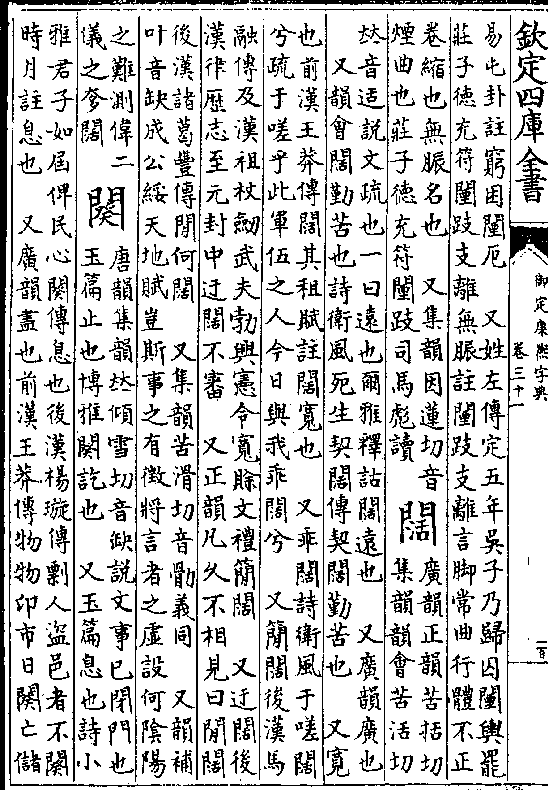 欽定四庫全書
御定康熙字典
卷三十一
易屯卦註窮困闉厄　又姓左傳定五年吳子乃歸囚闉輿罷
莊子德充符闉跂支離無脤註闉跂支離言脚常曲行體不正
卷縮也無脤名也　又集韻因蓮切音
煙曲也莊子德充符闉跂司馬彪讀　闊　廣韻正韻苦括切
集韻韻會苦活切
𠀤音适説文疏也一曰遠也爾雅釋詁闊遠也　又廣韻廣也
又韻會闊勤苦也詩衛風死生契闊傳契闊勤苦也　又寬
也前漢王莽傳闊其租賦註闊寬也　又乖闊詩衛風于嗟闊
兮疏于嗟乎此軍伍之人今日與我乖闊兮　又簡闊後漢馬
融傳及漢祖杖劒武夫勃興憲令寬賖文禮簡闊　又迂闊後
漢律歷志至元封中迂闊不審　又正韻凡久不相見曰閒闊
後漢諸葛豐傳閒何闊　又集韻苦滑切音劀義同　又韻補
叶音缺成公綏天地賦豈斯事之有徵將言者之虛設何隂陽
之難測偉二
儀之夐闊　闋　唐韻集韻𠀤傾雪切音缺説文事已閉門也
玉篇止也博雅闋訖也　又玉篇息也詩小
雅君子如屆俾民心闋傳息也後漢楊璇傳剽人盜邑者不闋
時月註息也　又廣韻盡也前漢王莽傳物物卬市日闋亡儲